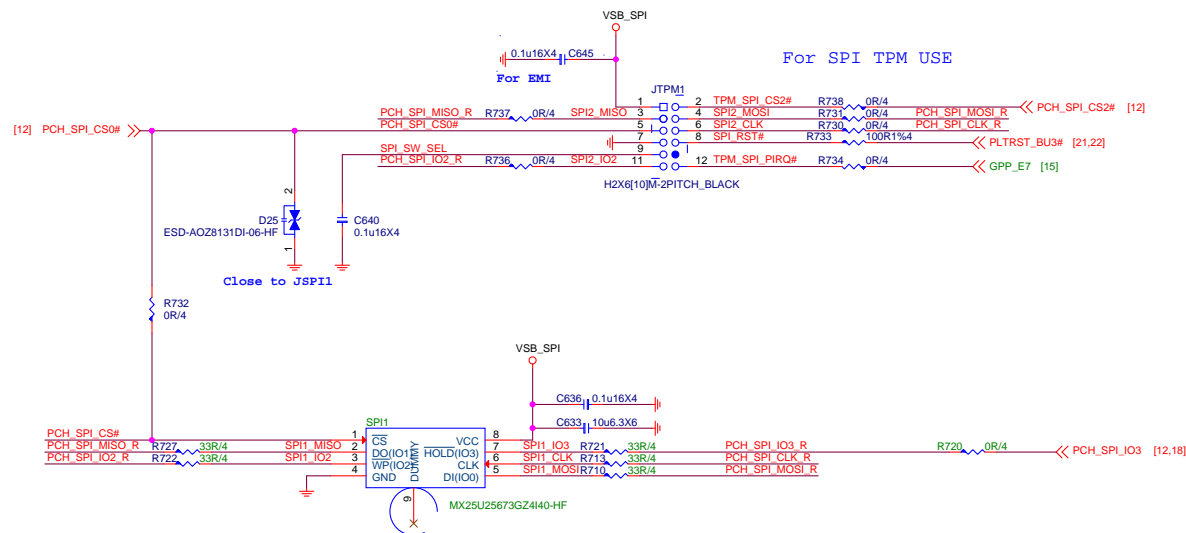 VSB_SPI
0.1u16X4 C645
For EMI
For SPI TPM USE
JTPM1
1 2 TPM_SPI_CS2# R738 0R/4 PCH_SPI_CS2# [12]
PCH_SPI_MISO_R R737 0R/4 SPI2_MISO 3 4 SPI2_MOSI R731 0R/4 PCH_SPI_MOSI_R
[12] PCH_SPI_CS0# PCH_SPI_CS0# 5 6 SPI2_CLK R730 0R/4 PCH_SPI_CLK_R
7 8 SPI_RST# R733 100R1%4 PLTRST_BU3# [21,22]
SPI_SW_SEL 9
PCH_SPI_IO2_R R736 0R/4 SPI2_IO2 11 12 TPM_SPI_PIRQ# R734 0R/4 GPP_E7 [15]
H2X6[10]M-2PITCH_BLACK
2
D25 C640
ESD-AOZ8131DI-06-HF 0.1u16X4
1
Close to JSPI1
R732
0R/4
VSB_SPI
C636 0.1u16X4
C633 10u6.3X6
SPI1
PCH_SPI_CS# 1 CS VCC 8
PCH_SPI_MISO_R R727 33R/4 SPI1_MISO 2 DO(IO1) HOLD(IO3) 7 SPI1_IO3 R721 33R/4 PCH_SPI_IO3_R R720 0R/4 PCH_SPI_IO3 [12,18]
PCH_SPI_IO2_R R722 33R/4 SPI1_IO2 3 WP(IO2) CLK 6 SPI1_CLK R713 33R/4 PCH_SPI_CLK_R
4 GND DI(IO0) 5 SPI1_MOSI R710 33R/4 PCH_SPI_MOSI_R
DUMMY
9
MX25U25673GZ4I40-HF